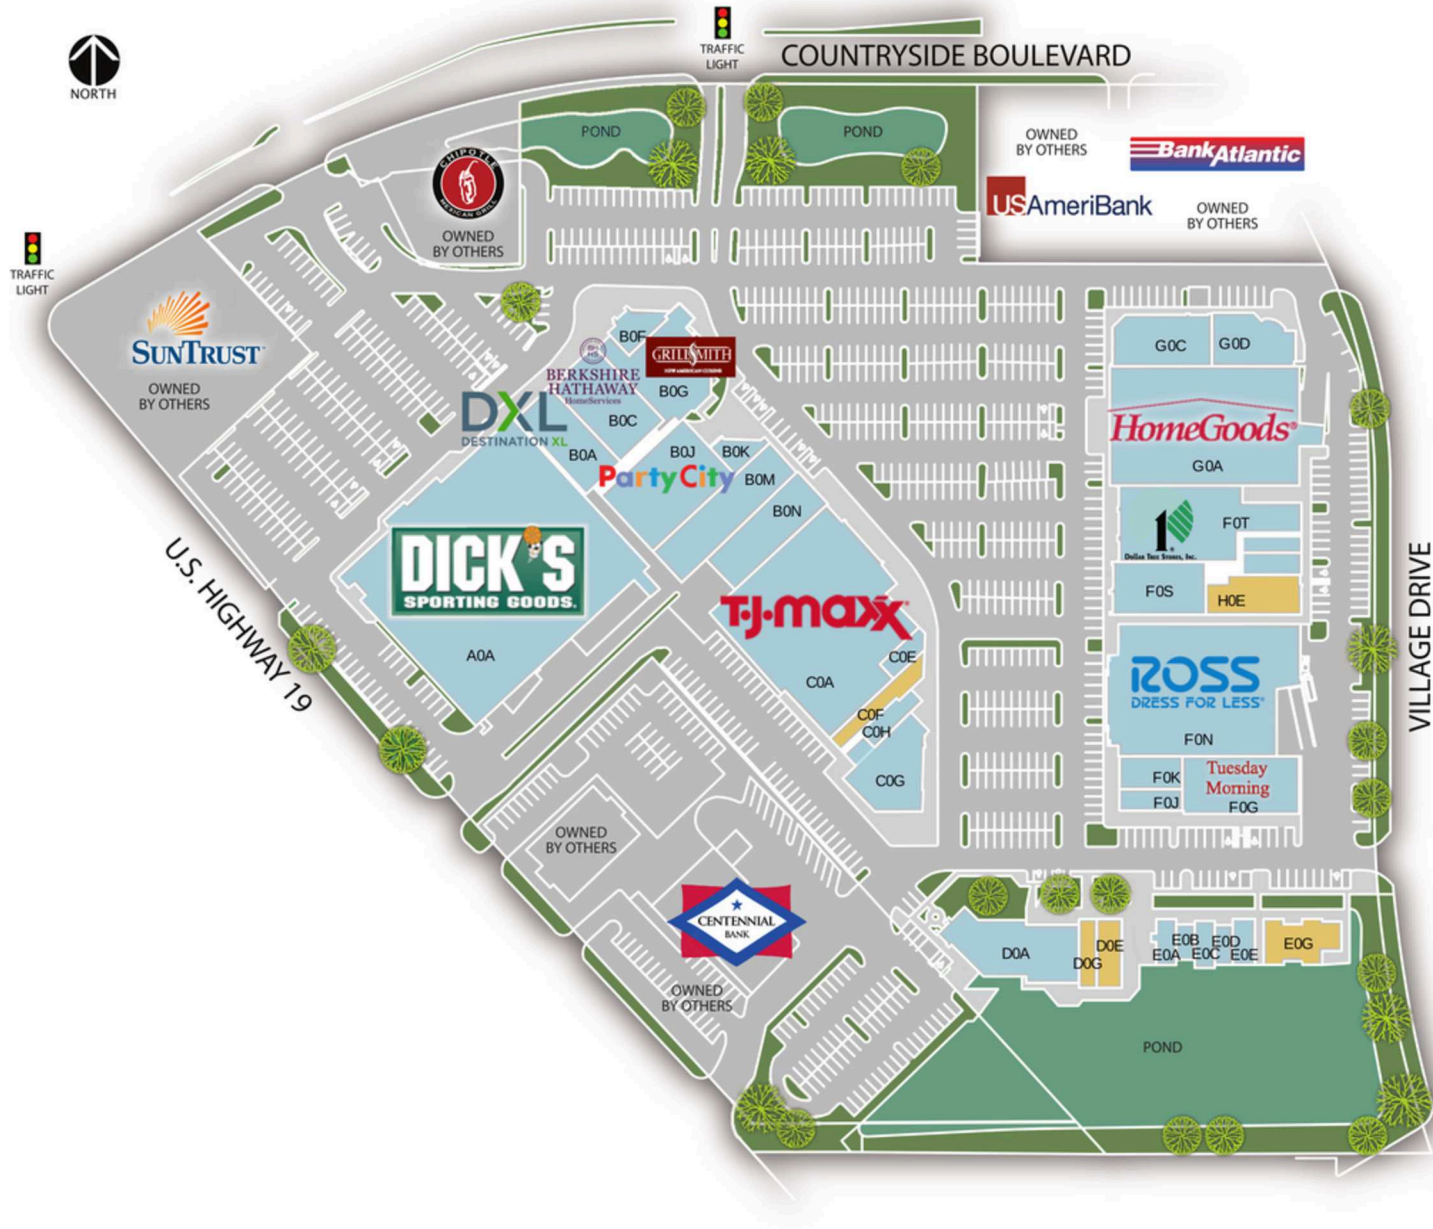 TRAFFIC
LIGHT
COUNTRYSIDE BOULEVARD
NORTH
POND
POND
OWNED
BY OTHERS
BankAtlantic
CHIPOTLE
MEXICAN GRILL
USAmeriBank
OWNED
BY OTHERS
OWNED
BY OTHERS
TRAFFIC
LIGHT
SUNTRUST
OWNED
BY OTHERS
B0F
GRILLSMITH
NEW AMERICAN CUISINE
BERKSHIRE
HATHAWAY
HomeServices
B0G
G0C
G0D
DXL
DESTINATION XL
B0C
HomeGoods
B0A
B0J
B0K
PartyCity
B0M
G0A
B0N
DICK'S
SPORTING GOODS.
F0T
1
Dollar Tree Stores, Inc.
U.S. HIGHWAY 19
T.J.maxx
F0S
H0E
VILLAGE DRIVE
A0A
C0E
C0A
C0F
C0H
C0G
ROSS
DRESS FOR LESS
F0N
F0K
Tuesday
Morning
F0J
F0G
OWNED
BY OTHERS
CENTENNIAL
BANK
OWNED
BY OTHERS
D0A
D0G
D0E
E0A
E0B
E0C
E0D
E0E
E0G
POND